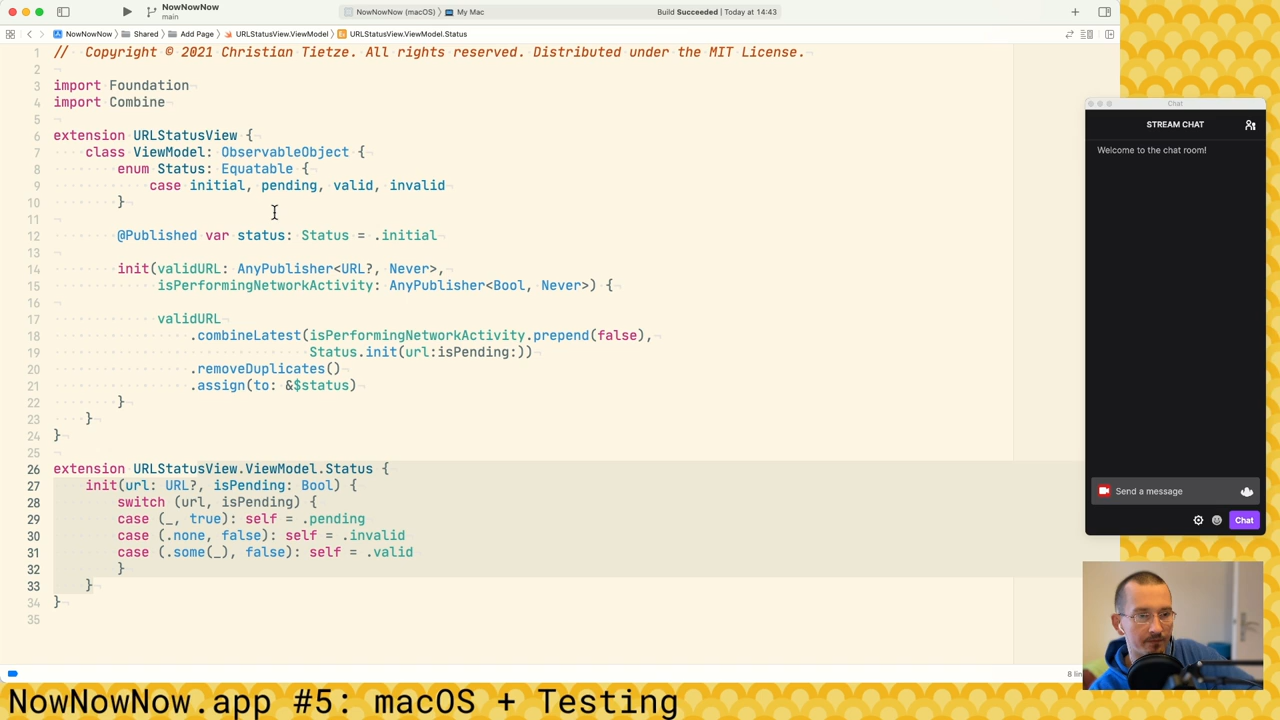 NowNowNow
main
NowNowNow (macOS) 〉 My Mac
Build Succeeded | Today at 14:43
NowNowNow 〉 Shared 〉 Add Page 〉 URLStatusView.ViewModel 〉 URLStatusView.ViewModel.Status
1 //  Copyright © 2021 Christian Tietze. All rights reserved. Distributed under the MIT License.
2
3 import Foundation
4 import Combine
5
6 extension URLStatusView {
7     class ViewModel: ObservableObject {
8         enum Status: Equatable {
9             case initial, pending, valid, invalid
10         }
11
12         @Published var status: Status = .initial
13
14         init(validURL: AnyPublisher<URL?, Never>,
15              isPerformingNetworkActivity: AnyPublisher<Bool, Never>) {
16
17              validURL
18                  .combineLatest(isPerformingNetworkActivity.prepend(false),
19                                 Status.init(url:isPending:))
20                  .removeDuplicates()
21                  .assign(to: &$status)
22         }
23     }
24 }
25
26 extension URLStatusView.ViewModel.Status {
27     init(url: URL?, isPending: Bool) {
28         switch (url, isPending) {
29         case (_, true): self = .pending
30         case (.none, false): self = .invalid
31         case (.some(_), false): self = .valid
32         }
33     }
34 }
35
8 lin
Chat
STREAM CHAT
Welcome to the chat room!
Send a message
Chat
NowNowNow.app #5: macOS + Testing